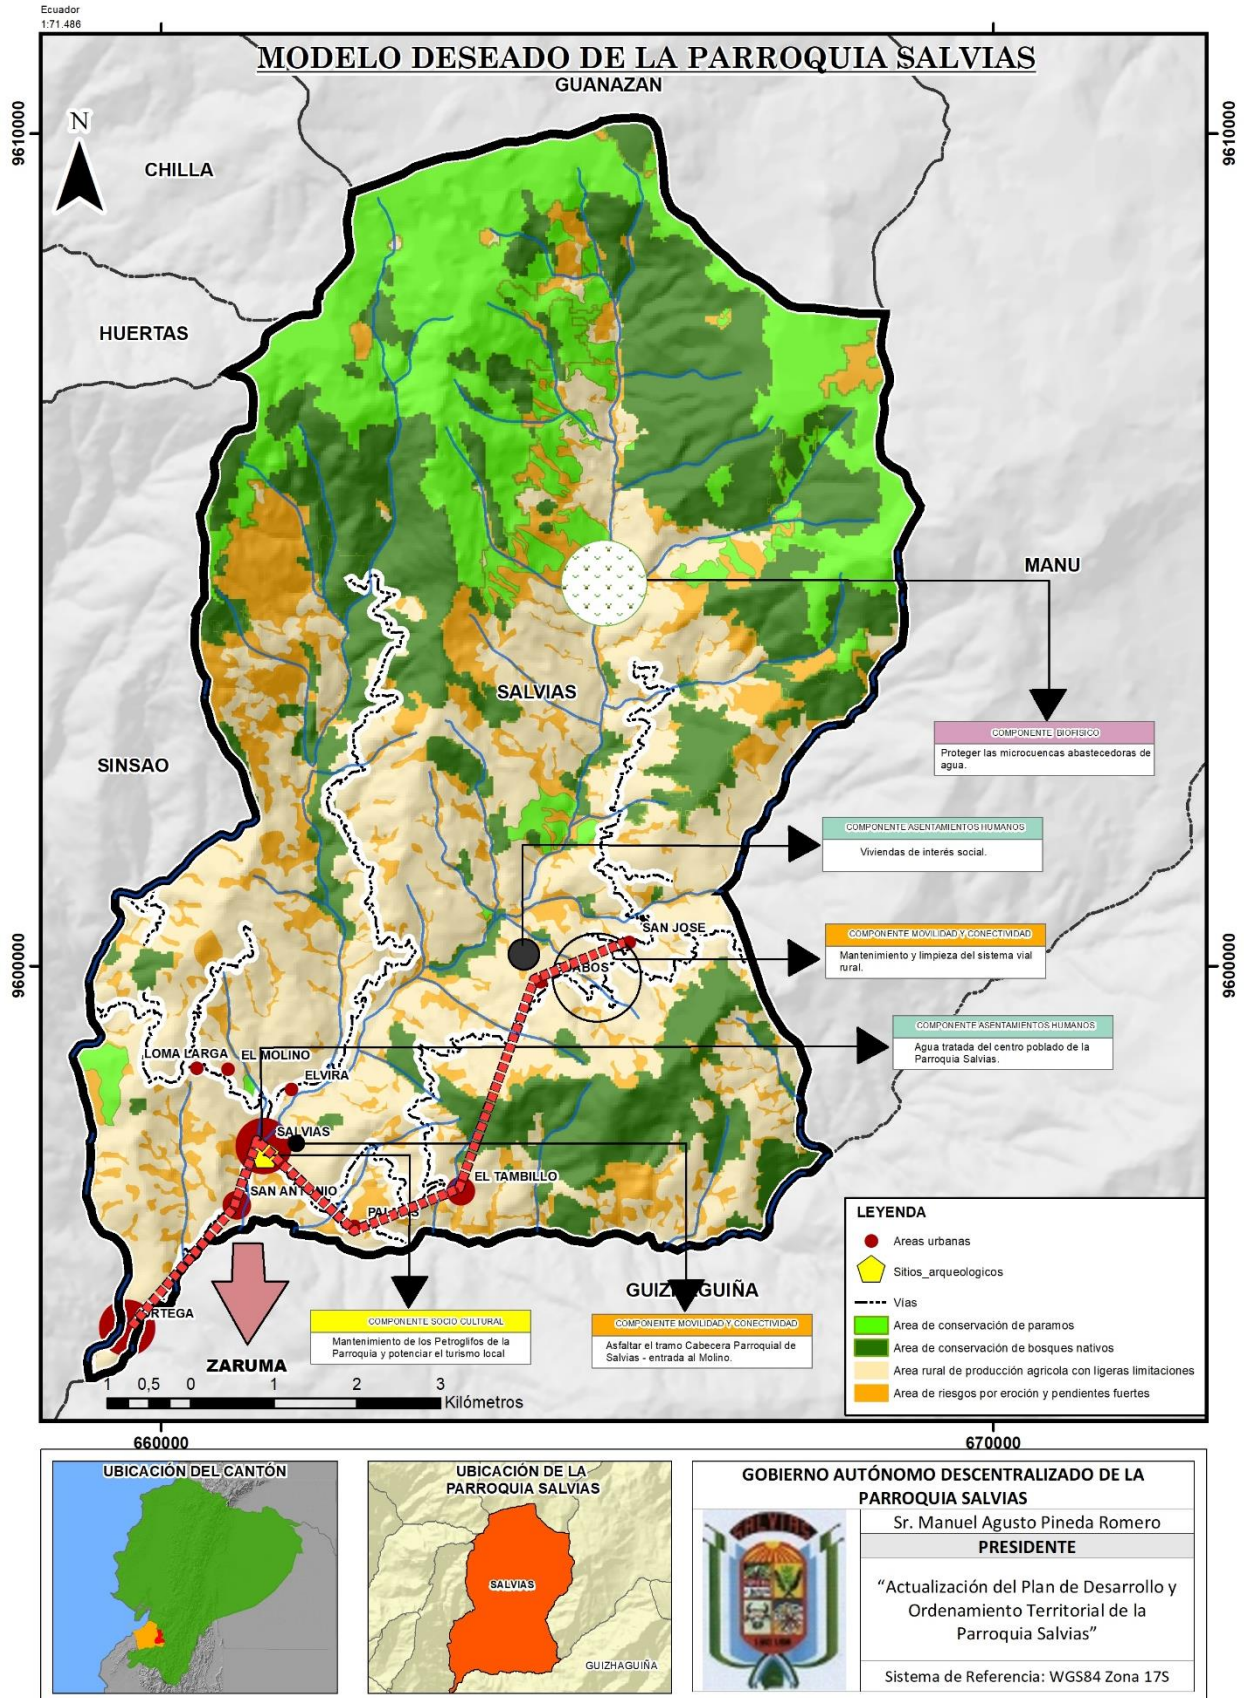 Ecuador
1:71.486
MODELO DESEADO DE LA PARROQUIA SALVIAS
GUANAZAN
9610000
9610000
N
CHILLA
HUERTAS
MANU
SALVIAS
SINSAO
COMPONENTE BIOFISICO
Proteger las microcuencas abastecedoras de
agua.
COMPONENTE ASENTAMIENTOS HUMANOS
Viviendas de interés social.
SAN JOSE
COMPONENTE MOVILIDAD Y CONECTIVIDAD
Mantenimiento y limpieza del sistema vial
rural.
9600000
9600000
COMPONENTE ASENTAMIENTOS HUMANOS
Agua tratada del centro poblado de la
Parroquia Salvias.
LOMA LARGA
EL MOLINO
ELVIRA
SALVIAS
EL TAMBILLO
SAN ANTONIO
LEYENDA
Areas urbanas
Sitios_arqueologicos
Vías
Area de conservación de paramos
Area de conservación de bosques nativos
Area rural de producción agricola con ligeras limitaciones
Area de riesgos por eroción y pendientes fuertes
GUIZHAGUIÑA
COMPONENTE SOCIO CULTURAL
Mantenimiento de los Petroglifos de la
Parroquia y potenciar el turismo local
COMPONENTE MOVILIDAD Y CONECTIVIDAD
Asfaltar el tramo Cabecera Parroquial de
Salvias - entrada al Molino.
ZARUMA
1 0,5 0 1 2 3
Kilómetros
660000
670000
UBICACIÓN DEL CANTÓN
UBICACIÓN DE LA
PARROQUIA SALVIAS
SALVIAS
GUIZHAGUIÑA
GOBIERNO AUTÓNOMO DESCENTRALIZADO DE LA
PARROQUIA SALVIAS
SALVIAS
Sr. Manuel Agusto Pineda Romero
PRESIDENTE
“Actualización del Plan de Desarrollo y
Ordenamiento Territorial de la
Parroquia Salvias”
Sistema de Referencia: WGS84 Zona 17S